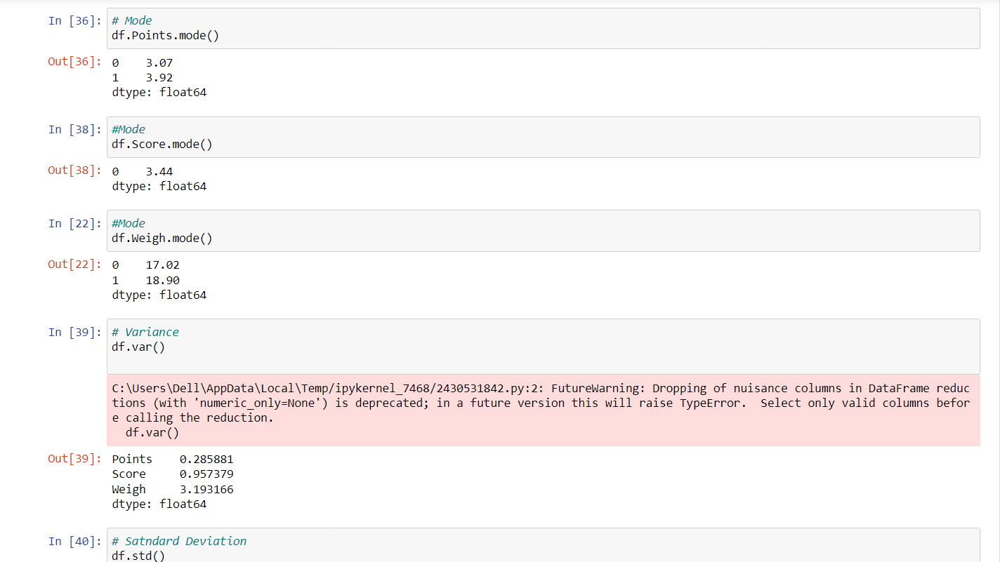 In [36]: # Mode
df.Points.mode()
Out[36]: 0    3.07
1    3.92
dtype: float64
In [38]: #Mode
df.Score.mode()
Out[38]: 0    3.44
dtype: float64
In [22]: #Mode
df.Weigh.mode()
Out[22]: 0    17.02
1    18.90
dtype: float64
In [39]: # Variance
df.var()
C:\Users\Dell\AppData\Local\Temp/ipykernel_7468/2430531842.py:2: FutureWarning: Dropping of nuisance columns in DataFrame reduc
tions (with 'numeric_only=None') is deprecated; in a future version this will raise TypeError.  Select only valid columns befor
e calling the reduction.
  df.var()
Out[39]: Points    0.285881
Score     0.957379
Weigh     3.193166
dtype: float64
In [40]: # Satndard Deviation
df.std()